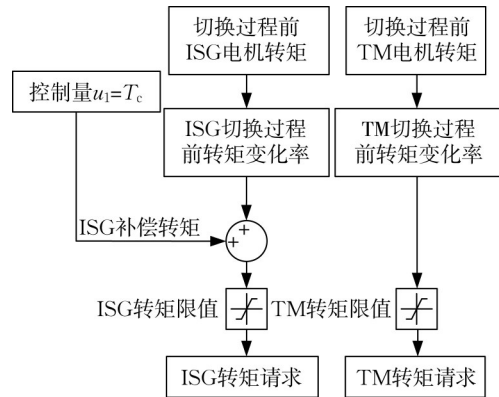 切换过程前
ISG电机转矩
切换过程前
TM电机转矩
控制量u₁=Tc
ISG切换过程
前转矩变化率
TM切换过程
前转矩变化率
ISG补偿转矩
+
+
ISG转矩限值
TM转矩限值
ISG转矩请求
TM转矩请求